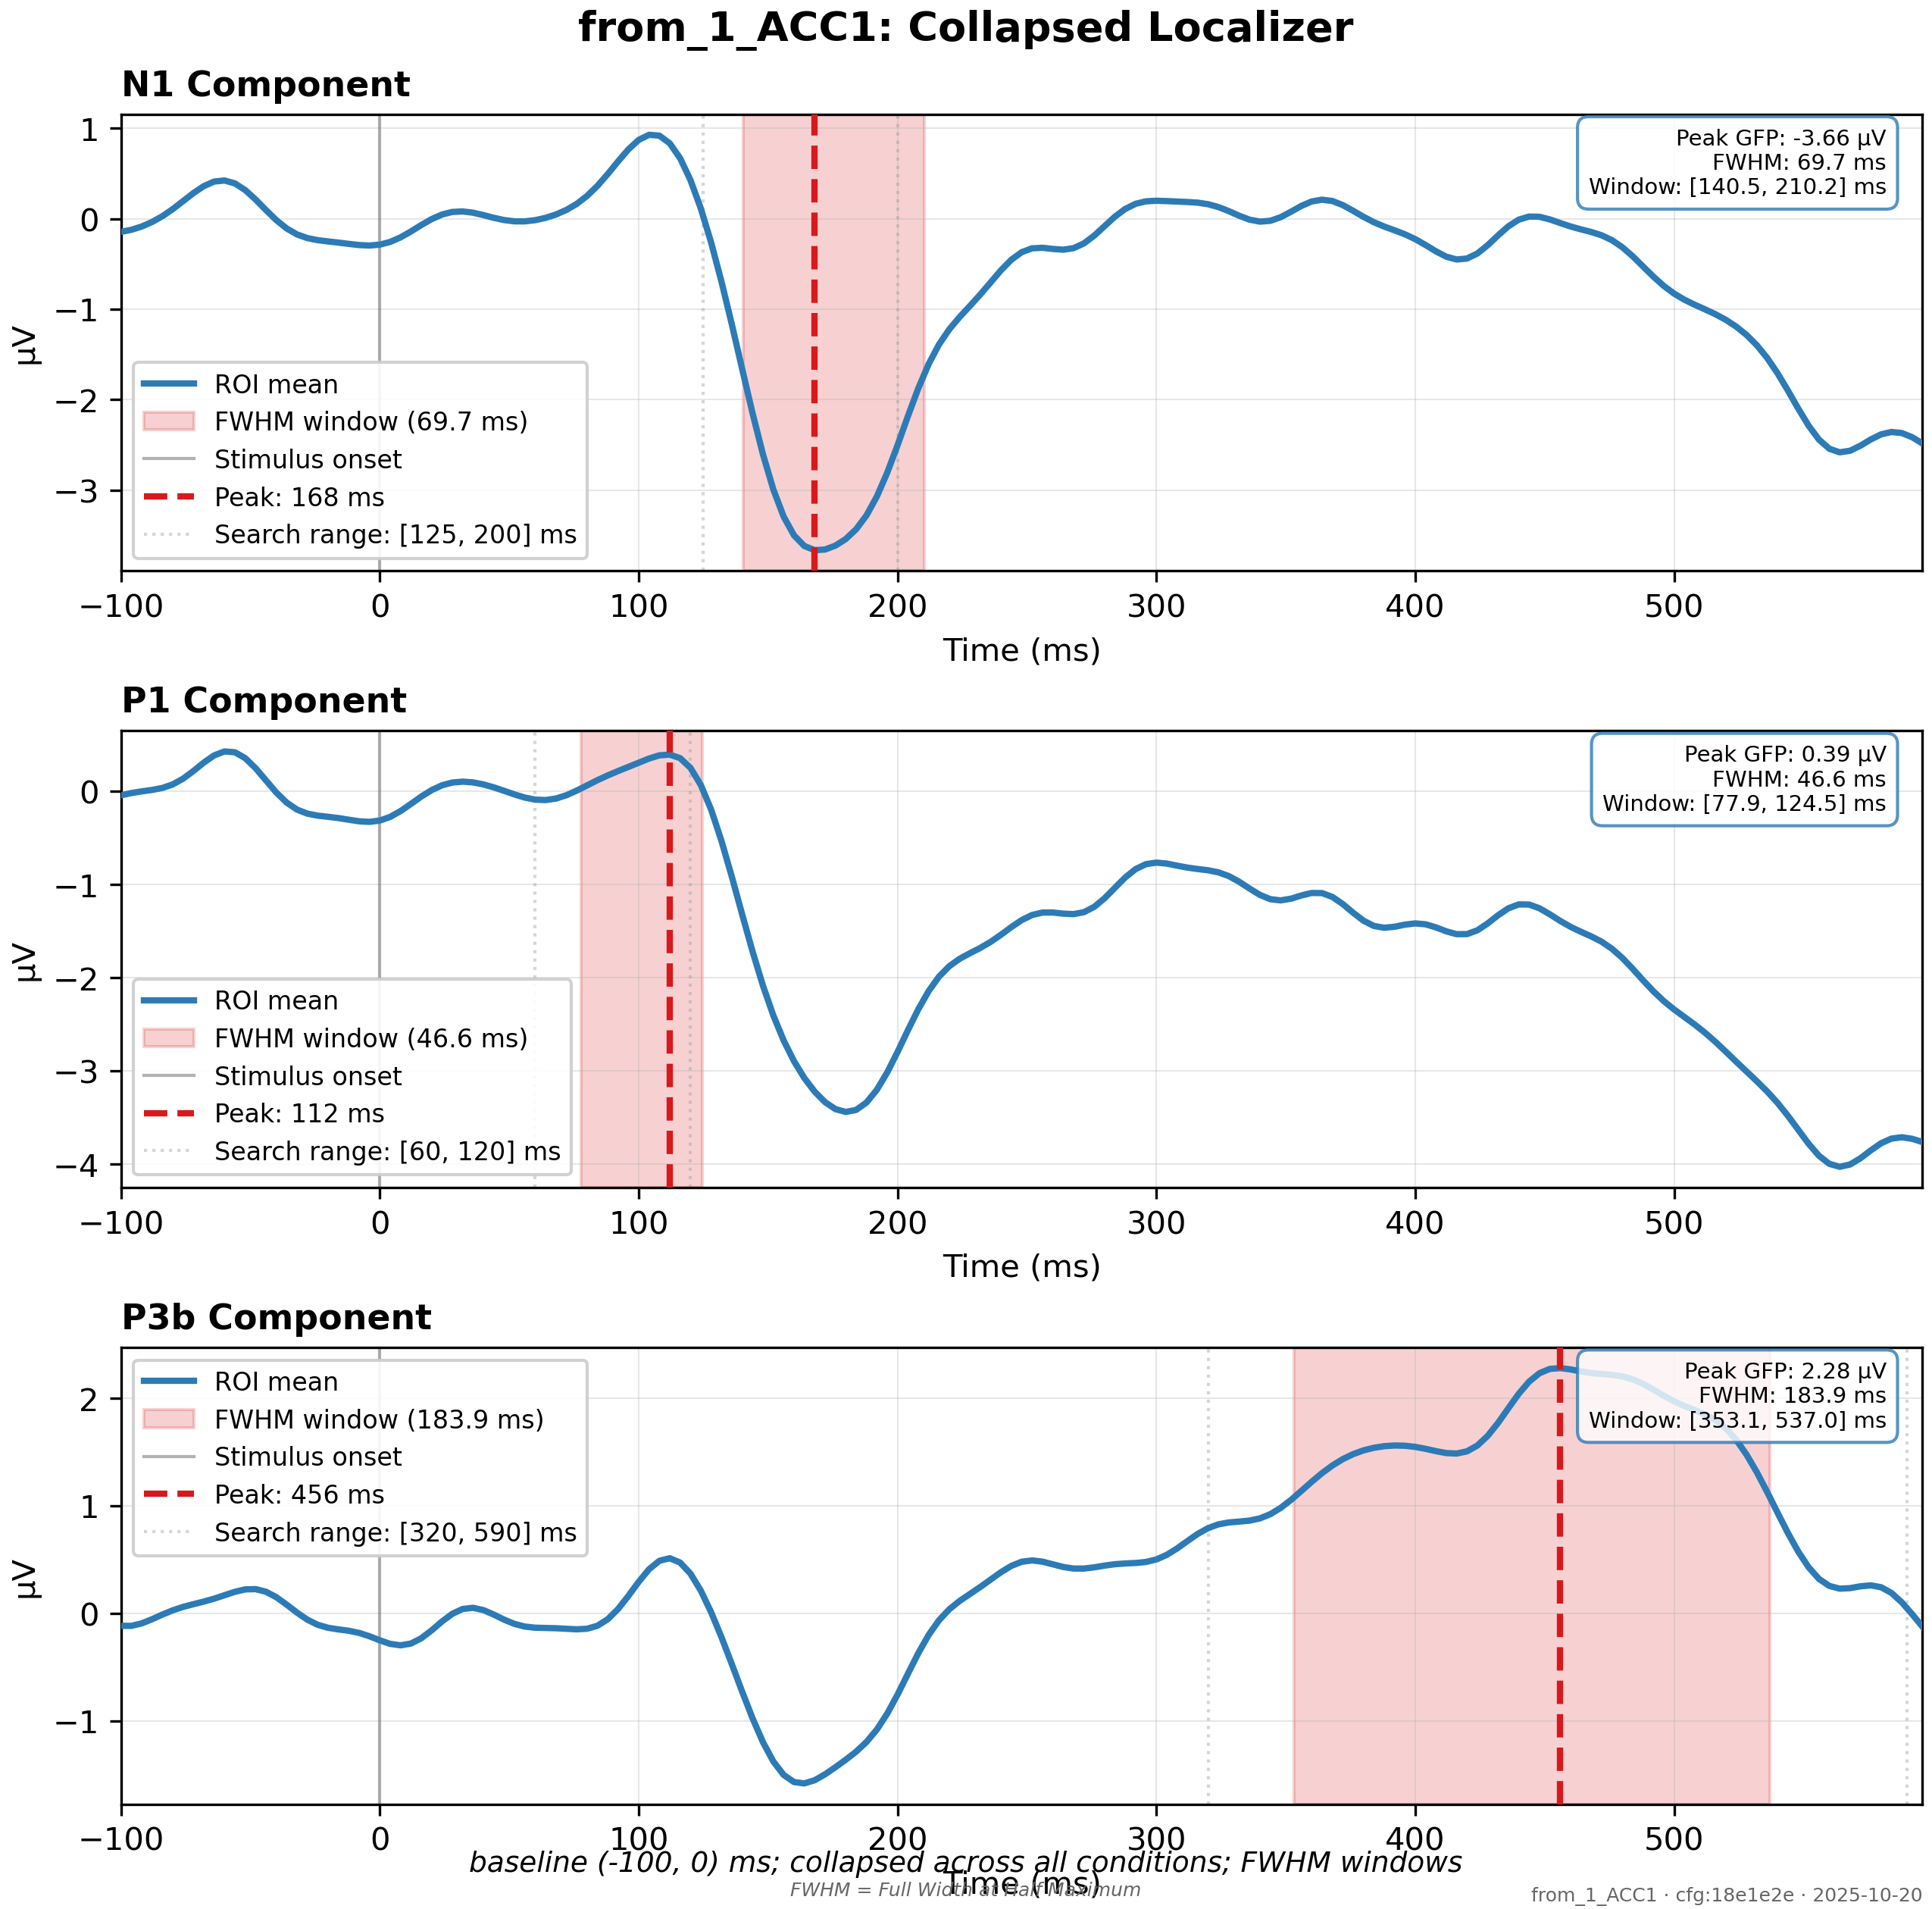 from_1_ACC1: Collapsed Localizer
N1 Component
Peak GFP: -3.66 µV
FWHM: 69.7 ms
Window: [140.5, 210.2] ms
1
0
−1
−2
−3
µV
ROI mean
FWHM window (69.7 ms)
Stimulus onset
Peak: 168 ms
Search range: [125, 200] ms
−100 0 100 200 300 400 500
Time (ms)
P1 Component
Peak GFP: 0.39 µV
FWHM: 46.6 ms
Window: [77.9, 124.5] ms
0
−1
−2
−3
−4
µV
ROI mean
FWHM window (46.6 ms)
Stimulus onset
Peak: 112 ms
Search range: [60, 120] ms
−100 0 100 200 300 400 500
Time (ms)
P3b Component
ROI mean
FWHM window (183.9 ms)
Stimulus onset
Peak: 456 ms
Search range: [320, 590] ms
Peak GFP: 2.28 µV
FWHM: 183.9 ms
Window: [353.1, 537.0] ms
2
1
0
−1
µV
−100 0 100 200 300 400 500
baseline (-100, 0) ms; collapsed across all conditions; FWHM windows
Time (ms)
FWHM = Full Width at Half Maximum
from_1_ACC1 · cfg:18e1e2e · 2025-10-20